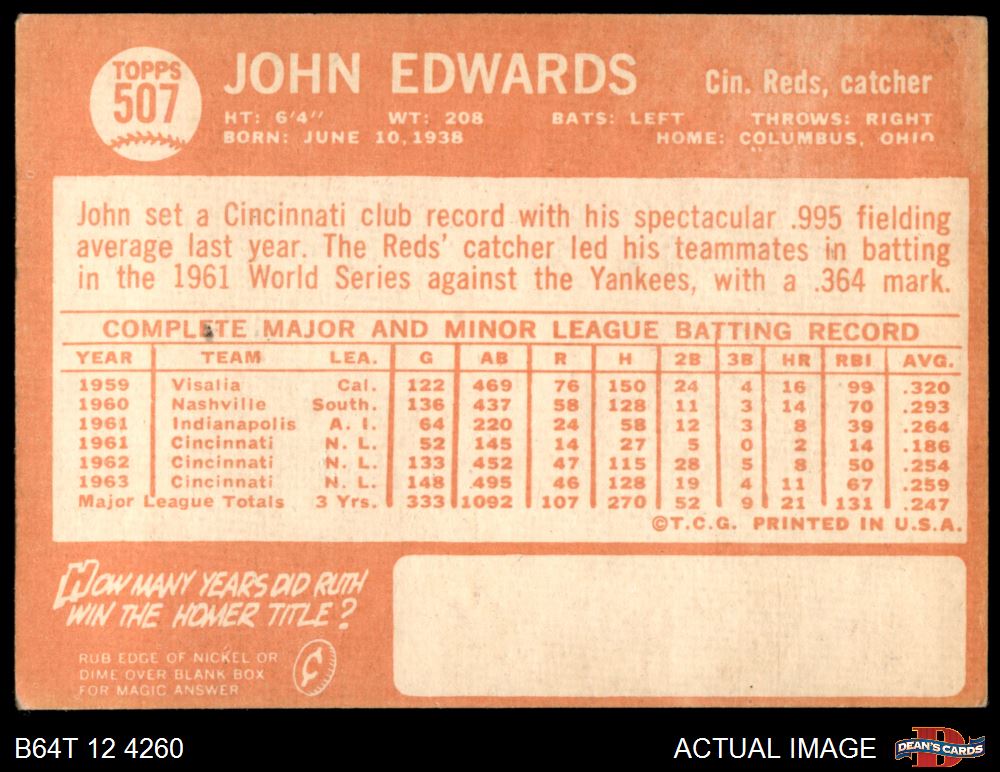 TOPPS
507
JOHN EDWARDS
Cin. Reds, catcher
HT: 6'4" WT: 208 BATS: LEFT THROWS: RIGHT
BORN: JUNE 10, 1938 HOME: COLUMBUS, OHIO
John set a Cincinnati club record with his spectacular .995 fielding
average last year. The Reds' catcher led his teammates in batting
in the 1961 World Series against the Yankees, with a .364 mark.
COMPLETE MAJOR AND MINOR LEAGUE BATTING RECORD
YEAR TEAM LEA. G AB R H 2B 3B HR RBI AVG.
1959 Visalia Cal. 122 469 76 150 24 4 16 99 .320
1960 Nashville South. 136 437 58 128 11 3 14 70 .293
1961 Indianapolis A. I. 64 220 24 58 12 3 8 39 .264
1961 Cincinnati N. L. 52 145 14 27 5 0 2 14 .186
1962 Cincinnati N. L. 133 452 47 115 28 5 8 50 .254
1963 Cincinnati N. L. 148 495 46 128 19 4 11 67 .259
Major League Totals 3 Yrs. 333 1092 107 270 52 9 21 131 .247
©T.C.G. PRINTED IN U.S.A.
HOW MANY YEARS DID RUTH
WIN THE HOMER TITLE?
RUB EDGE OF NICKEL OR
DIME OVER BLANK BOX
FOR MAGIC ANSWER
B64T 12 4260
ACTUAL IMAGE
DEAN'S CARDS